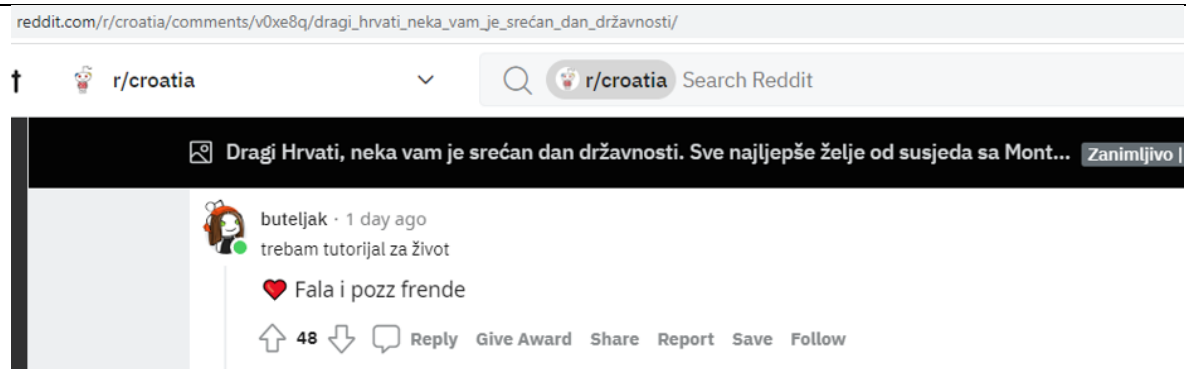 reddit.com/r/croatia/comments/v0xe8q/dragi_hrvati_neka_vam_je_srećan_dan_državnosti/
t r/croatia r/croatia Search Reddit
Dragi Hrvati, neka vam je srećan dan državnosti. Sve najljepše želje od susjeda sa Mont... Zanimljivo |
buteljak · 1 day ago
trebam tutorijal za život
❤️ Fala i pozz frende
48 Reply Give Award Share Report Save Follow